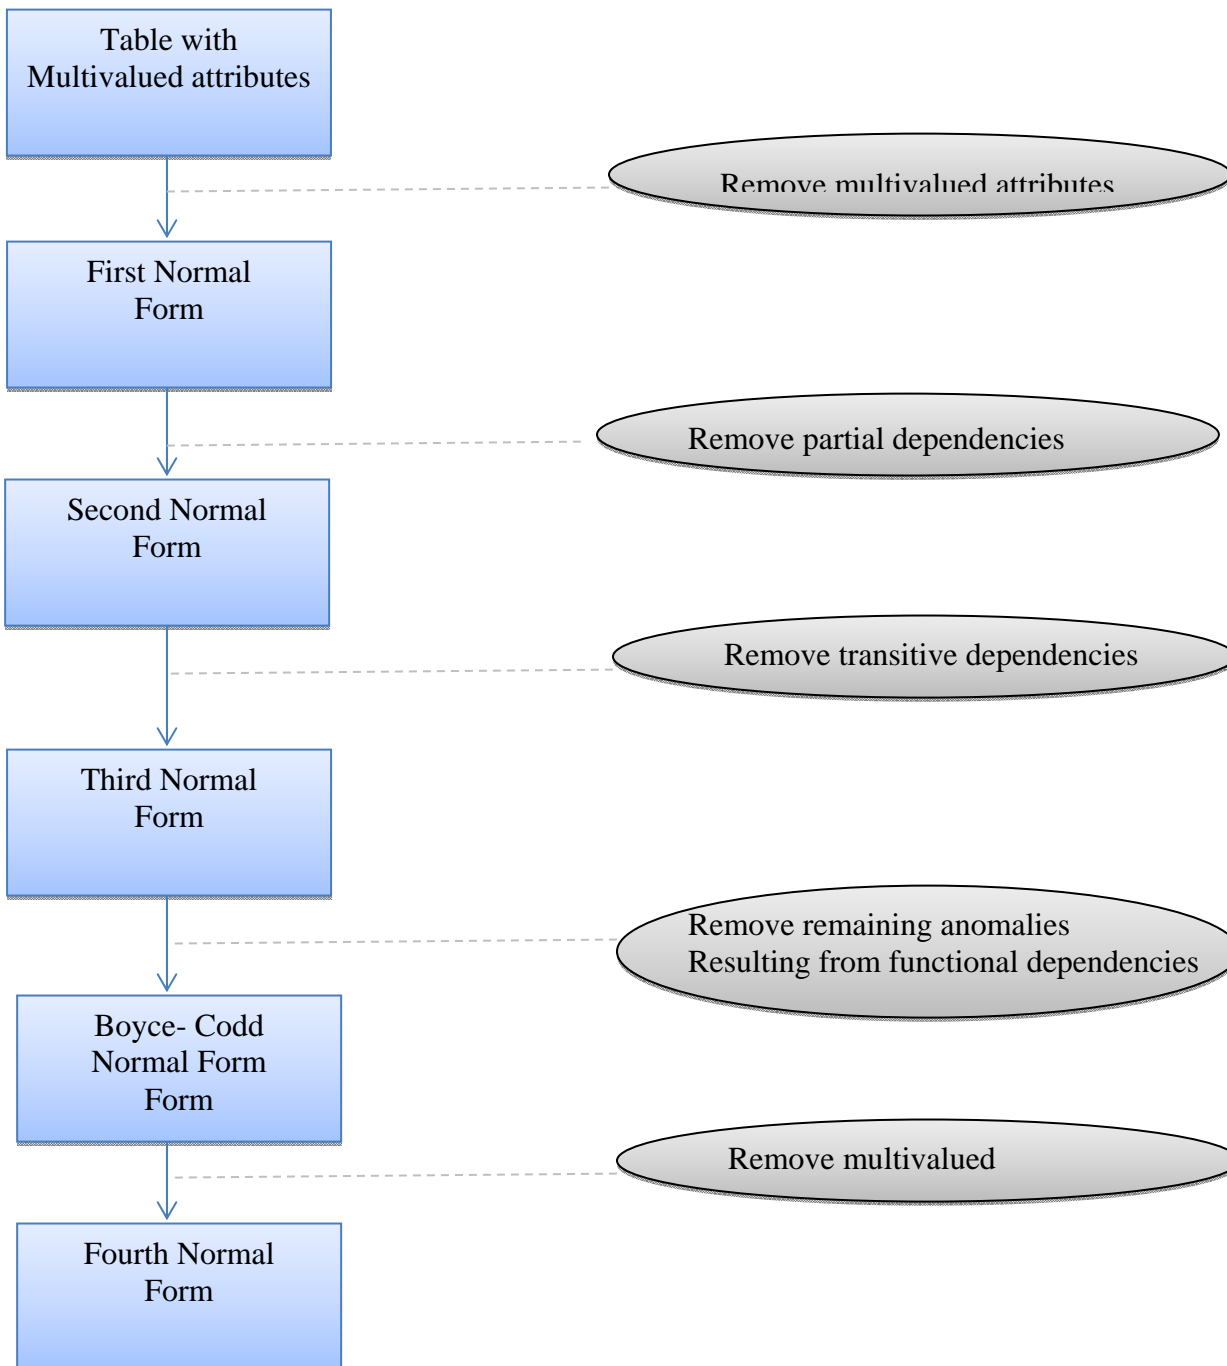 Table with
Multivalued attributes
Remove multivalued attributes
First Normal
Form
Remove partial dependencies
Second Normal
Form
Remove transitive dependencies
Third Normal
Form
Remove remaining anomalies
Resulting from functional dependencies
Boyce- Codd
Normal Form
Form
Remove multivalued
Fourth Normal
Form